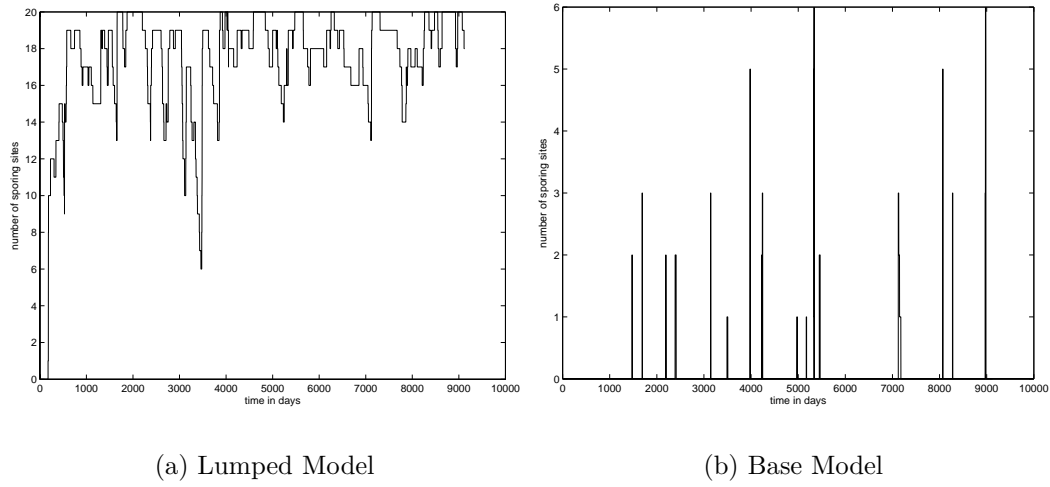 20
18
16
14
12
10
8
6
4
2
0
number of sporing sites
0 1000 2000 3000 4000 5000 6000 7000 8000 9000 10000
time in days
(a) Lumped Model
6
5
4
3
2
1
0
number of sporing sites
0 1000 2000 3000 4000 5000 6000 7000 8000 9000 10000
time in days
(b) Base Model